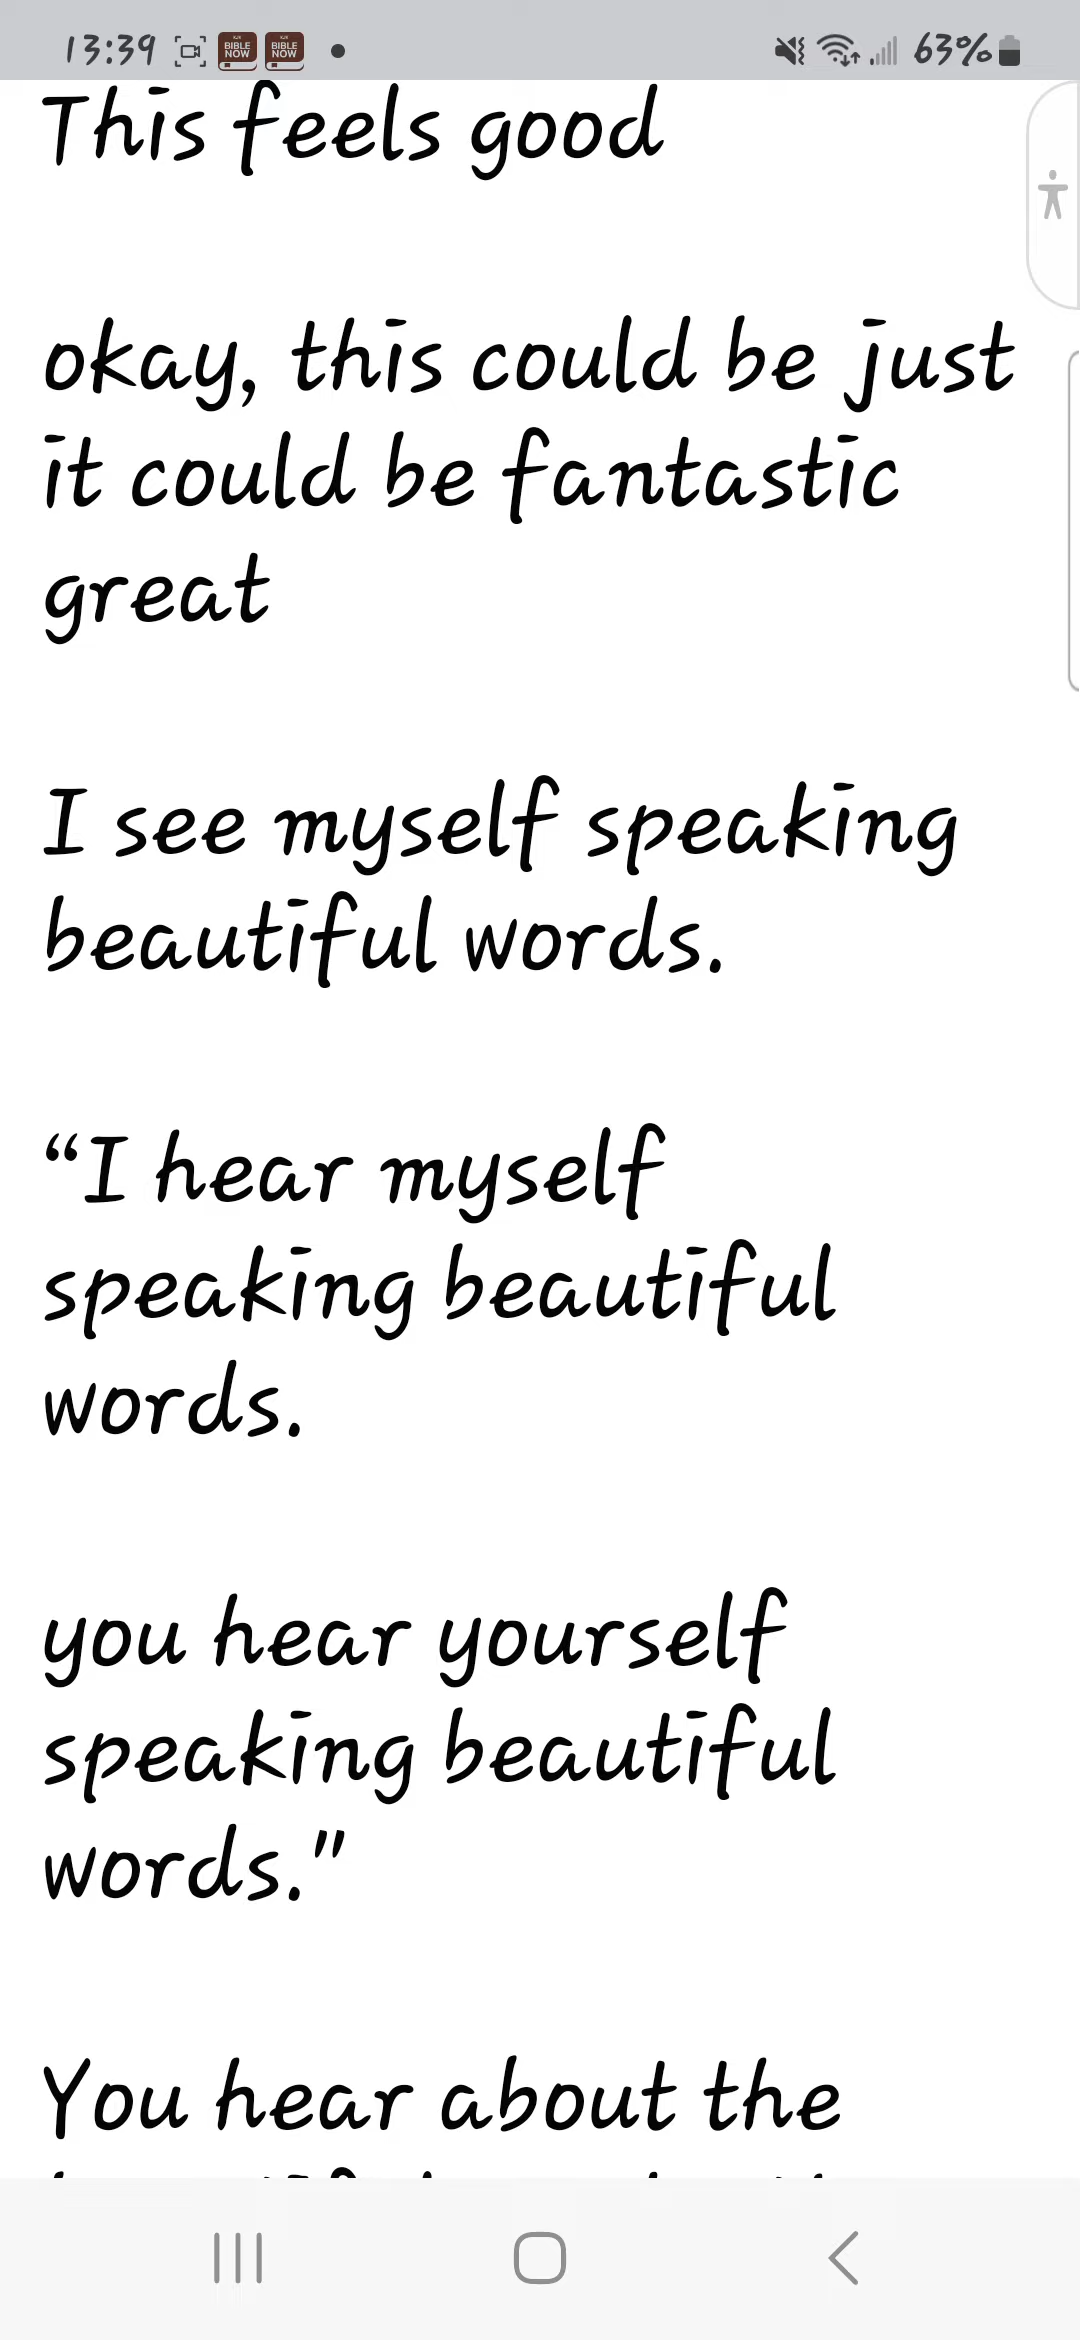 13:39 BIBLE NOW BIBLE NOW 63%
This feels good
okay, this could be just
it could be fantastic
great
I see myself speaking
beautiful words.
“I hear myself
speaking beautiful
words.
you hear yourself
speaking beautiful
words."
You hear about the